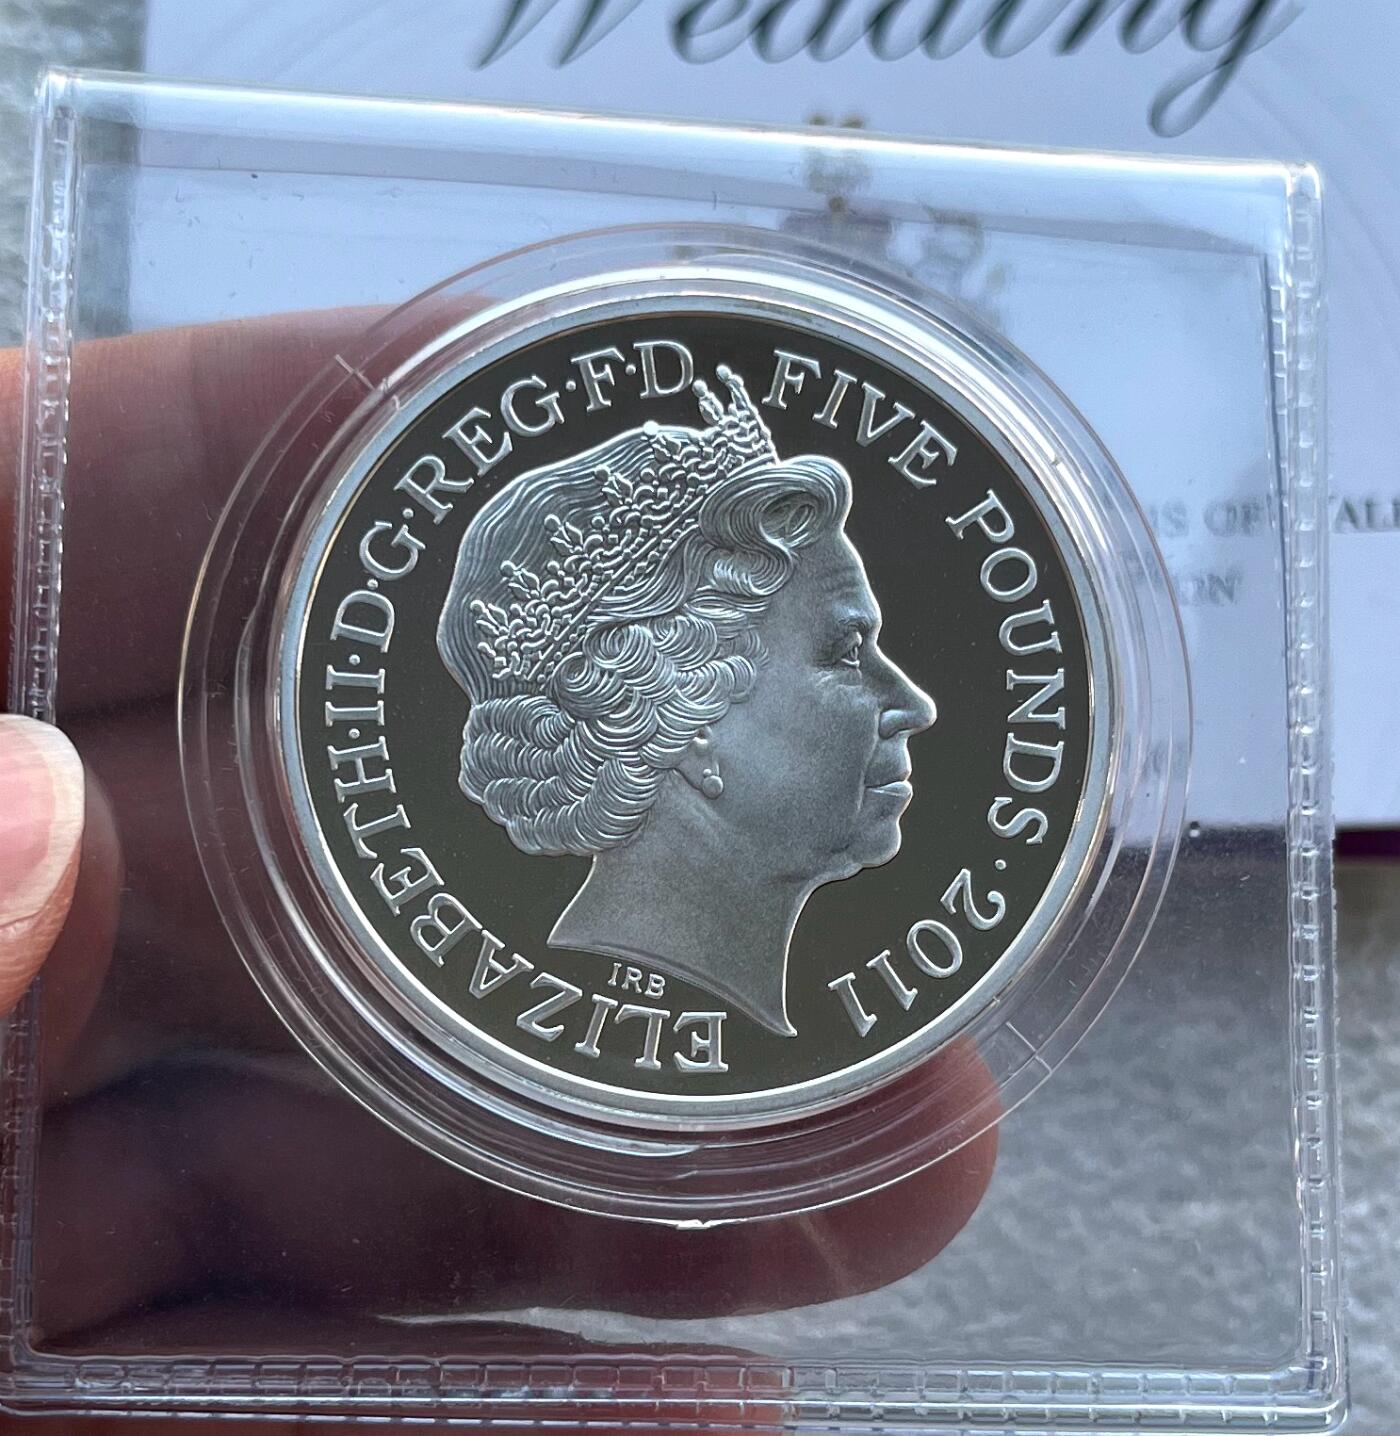 Wedding
ELIZABETH·II·D·G·REG·F·D
FIVE POUNDS·2011
IRB